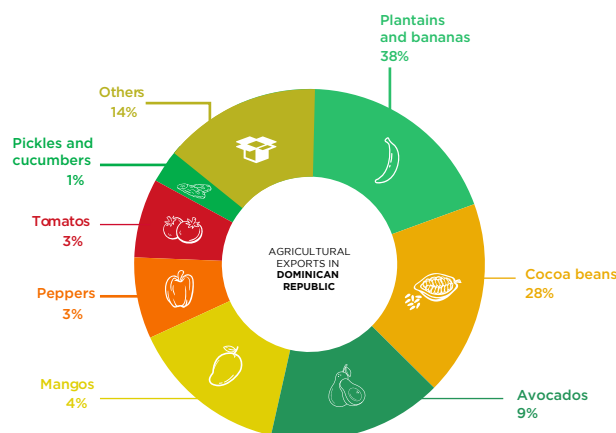 Plantains
and bananas
38%
Others
14%
Pickles and
cucumbers
1%
Tomatos
3%
AGRICULTURAL
EXPORTS IN
DOMINICAN
REPUBLIC
Cocoa beans
28%
Peppers
3%
Mangos
4%
Avocados
9%